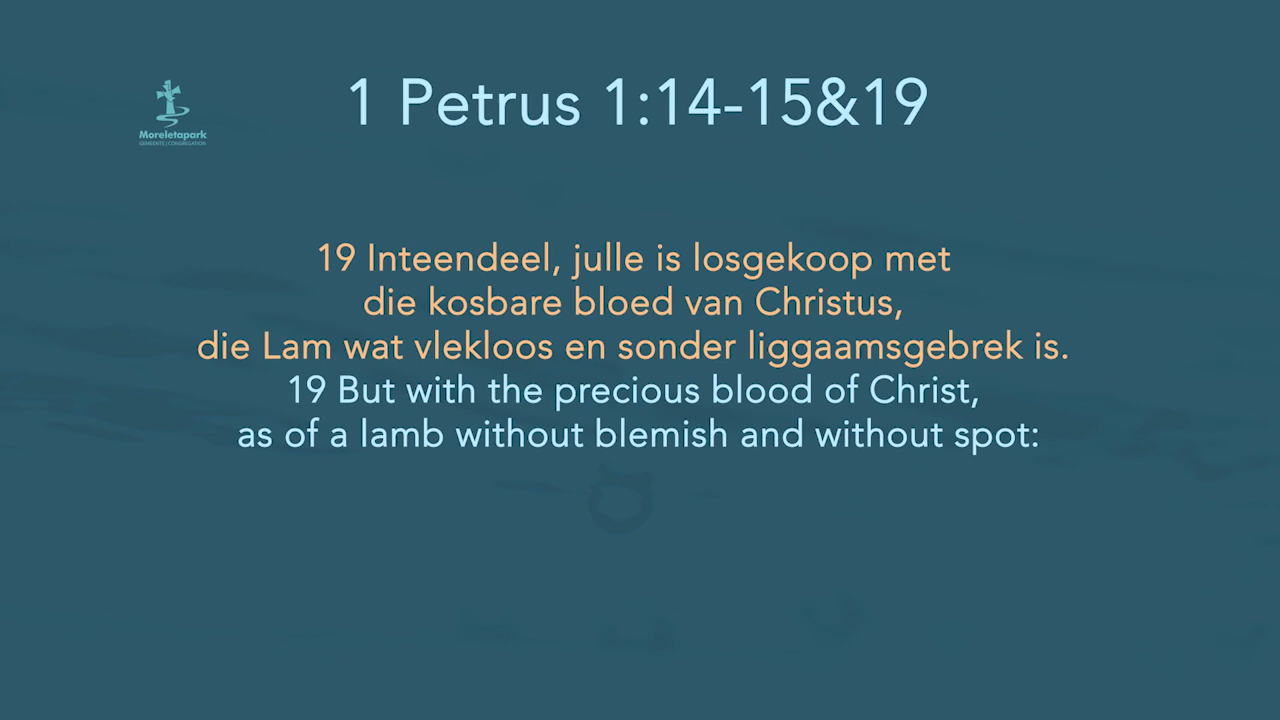 1 Petrus 1:14-15&19
Moreletapark
GEMEENTE | CONGREGATION
19 Inteendeel, julle is losgekoop met
die kosbare bloed van Christus,
die Lam wat vlekloos en sonder liggaamsgebrek is.
19 But with the precious blood of Christ,
as of a lamb without blemish and without spot: